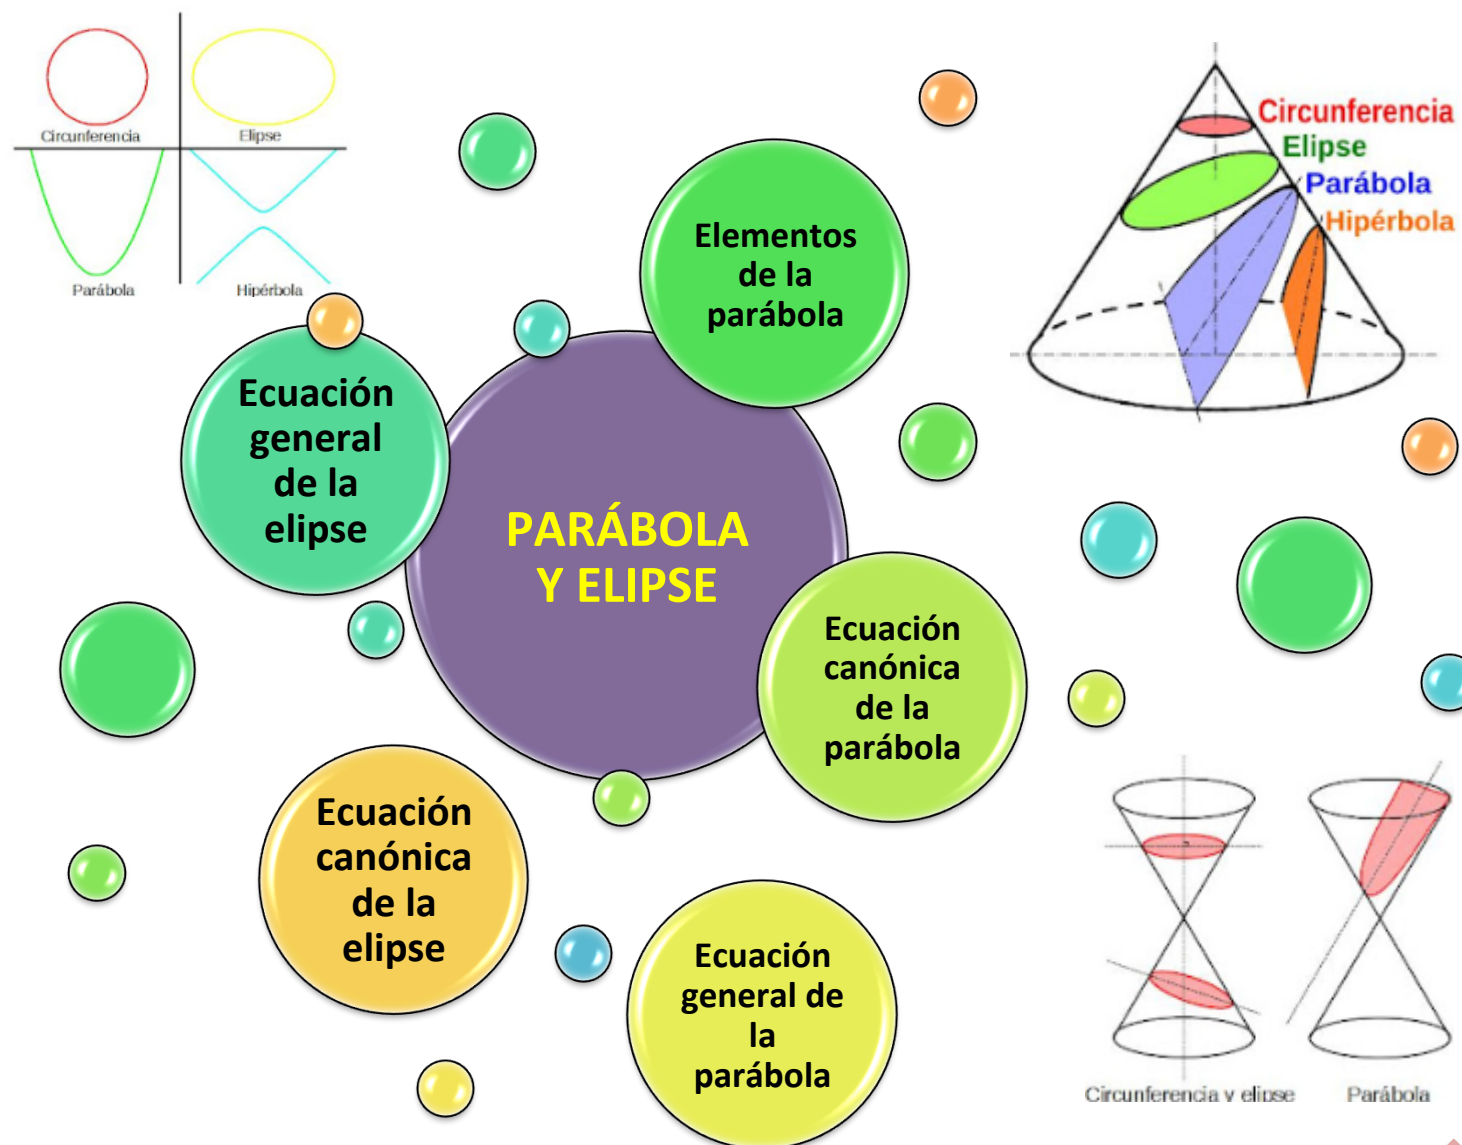 Circunferencia
Elipse
Parábola
Hipérbola
Circunferencia
Elipse
Parábola
Hipérbola
Elementos
de la
parábola
Ecuación
general
de la
elipse
PARÁBOLA
Y ELIPSE
Ecuación
canónica
de la
parábola
Ecuación
canónica
de la
elipse
Ecuación
general de
la
parábola
Circunferencia y elipse
Parábola